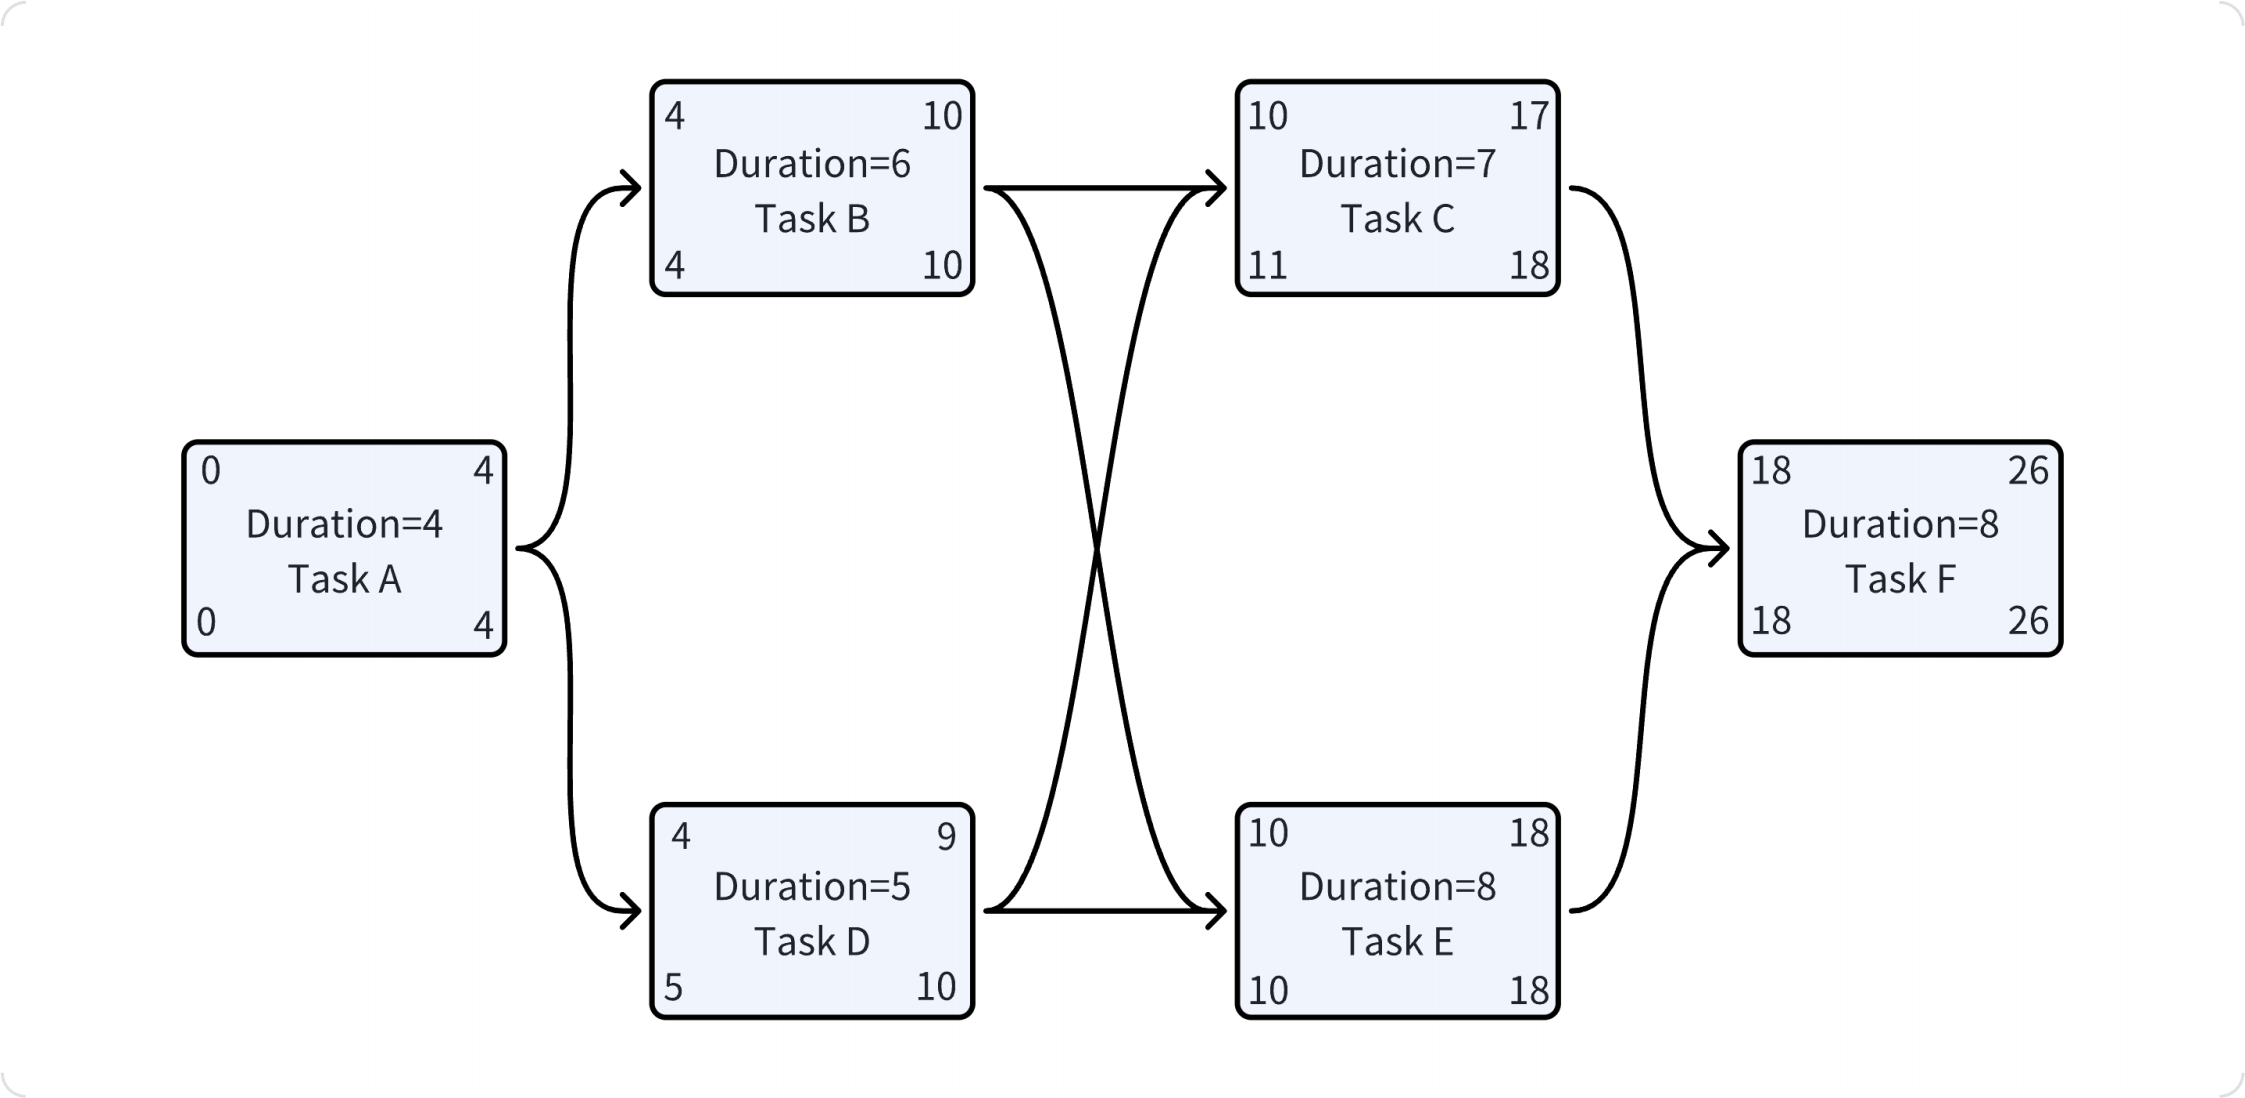 0 4
Duration=4
Task A
0 4
4 10
Duration=6
Task B
4 10
4 9
Duration=5
Task D
5 10
10 17
Duration=7
Task C
11 18
10 18
Duration=8
Task E
10 18
18 26
Duration=8
Task F
18 26